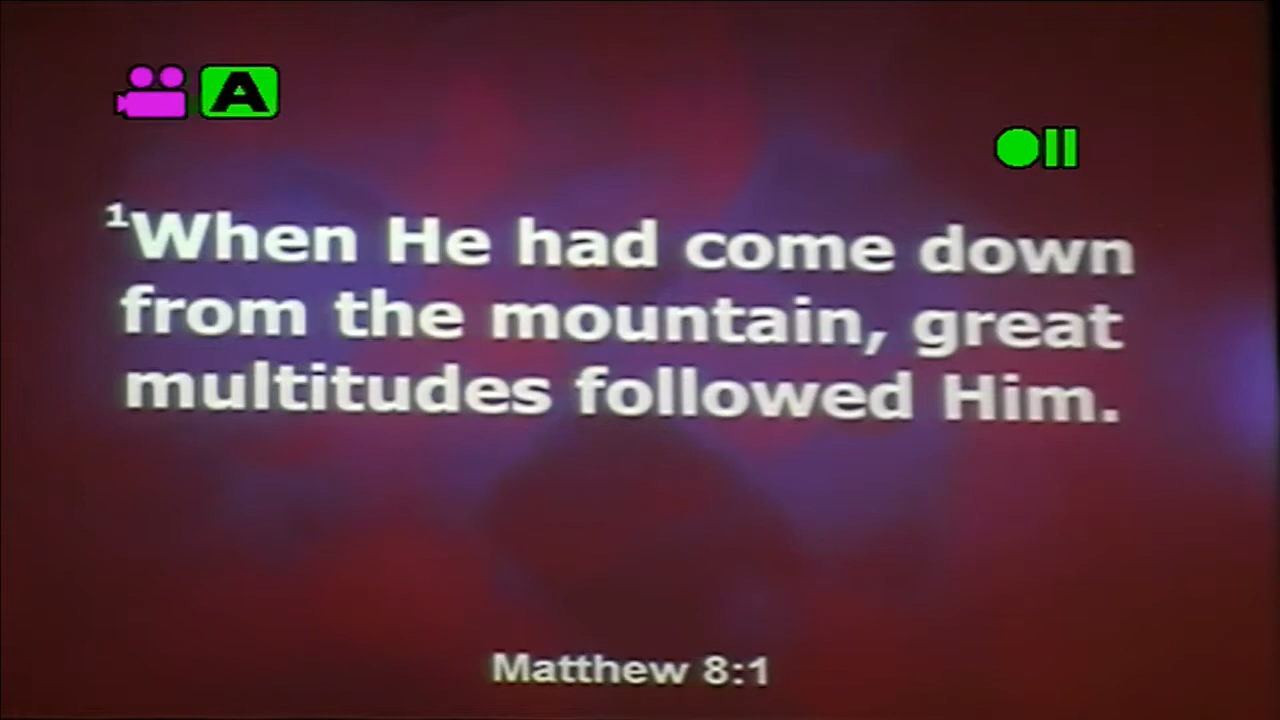 A
¹When He had come down
from the mountain, great
multitudes followed Him.
Matthew 8:1